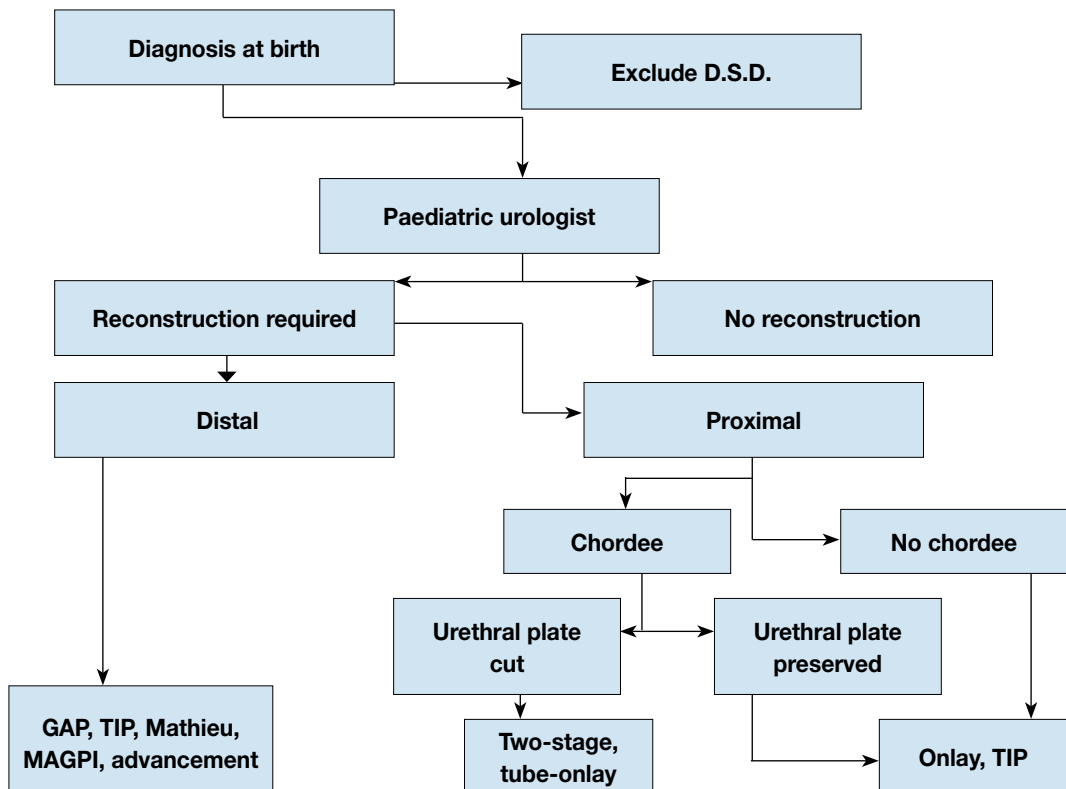 Diagnosis at birth
Exclude D.S.D.
Paediatric urologist
Reconstruction required
No reconstruction
Distal
Proximal
Chordee
No chordee
Urethral plate
cut
Urethral plate
preserved
GAP, TIP, Mathieu,
MAGPI, advancement
Two-stage,
tube-onlay
Onlay, TIP